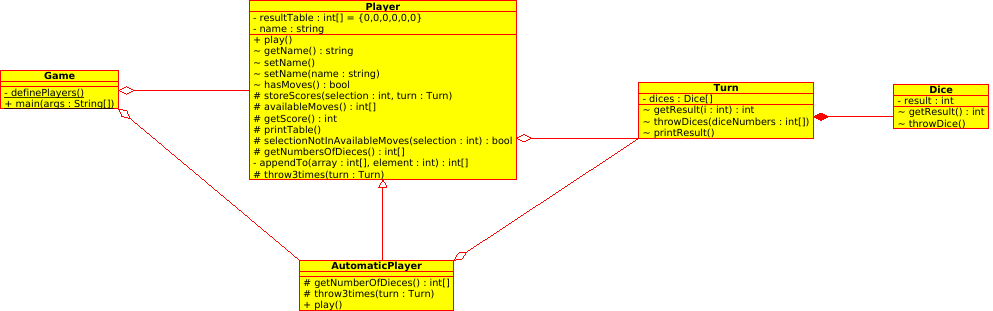 Game
- definePlayers()
+ main(args : String[])
Player
- resultTable : int[] = {0,0,0,0,0,0}
- name : string
+ play()
~ getName() : string
~ setName()
~ setName(name : string)
~ hasMoves() : bool
# storeScores(selection : int, turn : Turn)
# availableMoves() : int[]
# getScore() : int
# printTable()
# selectionNotInAvailableMoves(selection : int) : bool
# getNumbersOfDieces() : int[]
- appendTo(array : int[], element : int) : int[]
# throw3times(turn : Turn)
Turn
- dices : Dice[]
~ getResult(i : int) : int
~ throwDices(diceNumbers : int[])
~ printResult()
Dice
- result : int
~ getResult() : int
~ throwDice()
AutomaticPlayer
# getNumberOfDieces() : int[]
# throw3times(turn : Turn)
+ play()